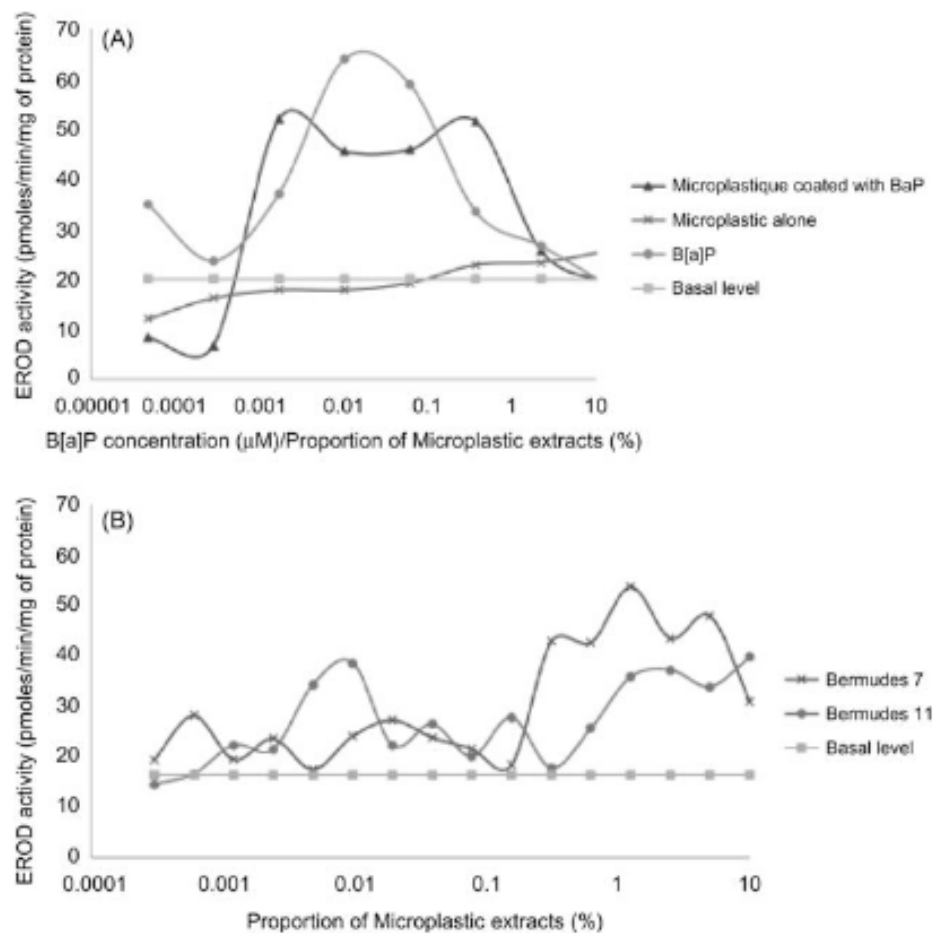 (A)
EROD activity (pmoles/min/mg of protein)
70
60
50
40
30
20
10
0
0.00001 0.0001 0.001 0.01 0.1 1 10
B[a]P concentration (μM)/Proportion of Microplastic extracts (%)
Microplastique coated with BaP
Microplastic alone
B[a]P
Basal level
(B)
EROD activity (pmoles/min/mg of protein)
70
60
50
40
30
20
10
0
0.0001 0.001 0.01 0.1 1 10
Proportion of Microplastic extracts (%)
Bermudes 7
Bermudes 11
Basal level